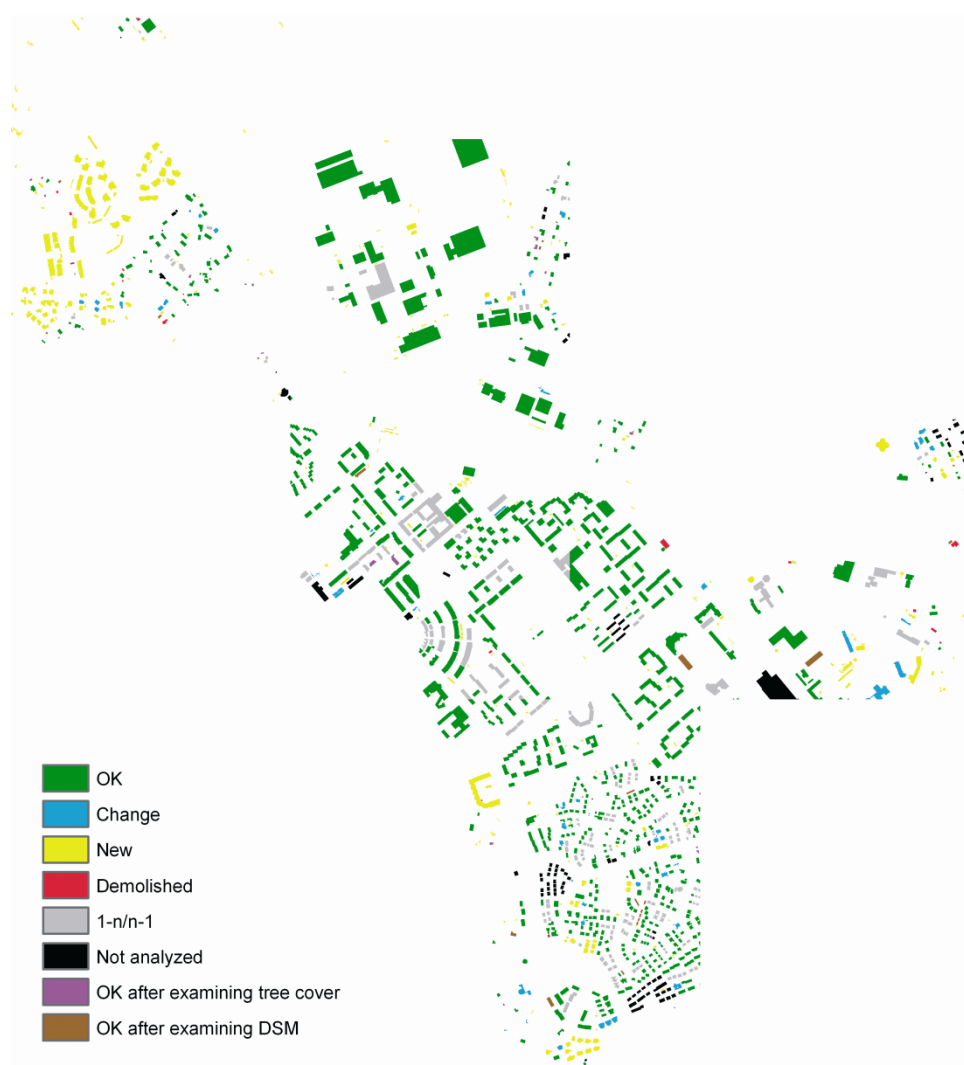 OK
Change
New
Demolished
1-n/n-1
Not analyzed
OK after examining tree cover
OK after examining DSM